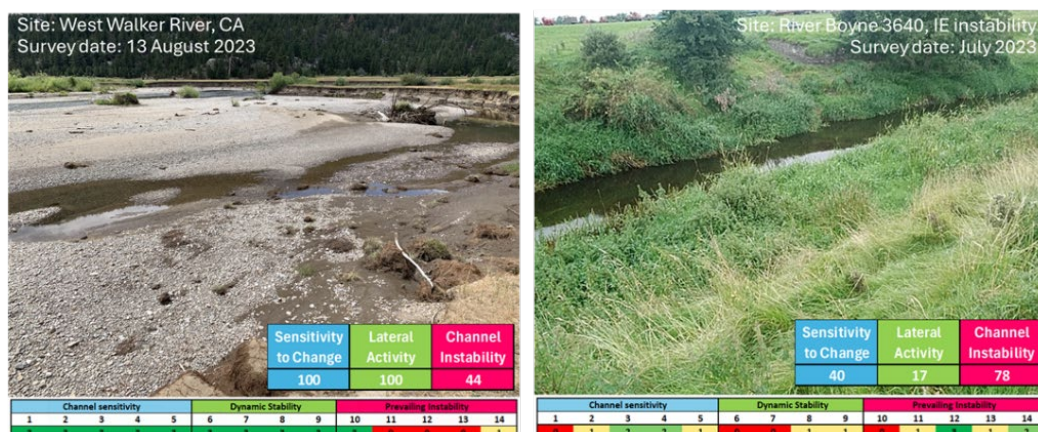 Site: West Walker River, CA
Survey date: 13 August 2023
Sensitivity to Change
Lateral Activity
Channel Instability
100 100 44
Channel sensitivity Dynamic Stability Prevailing Instability
1 2 3 4 5 6 7 8 9 10 11 12 13 14
Site: River Boyne 3640, IE instability
Survey date: July 2023
Sensitivity to Change
Lateral Activity
Channel Instability
40 17 78
Channel sensitivity Dynamic Stability Prevailing Instability
1 2 3 4 5 6 7 8 9 10 11 12 13 14